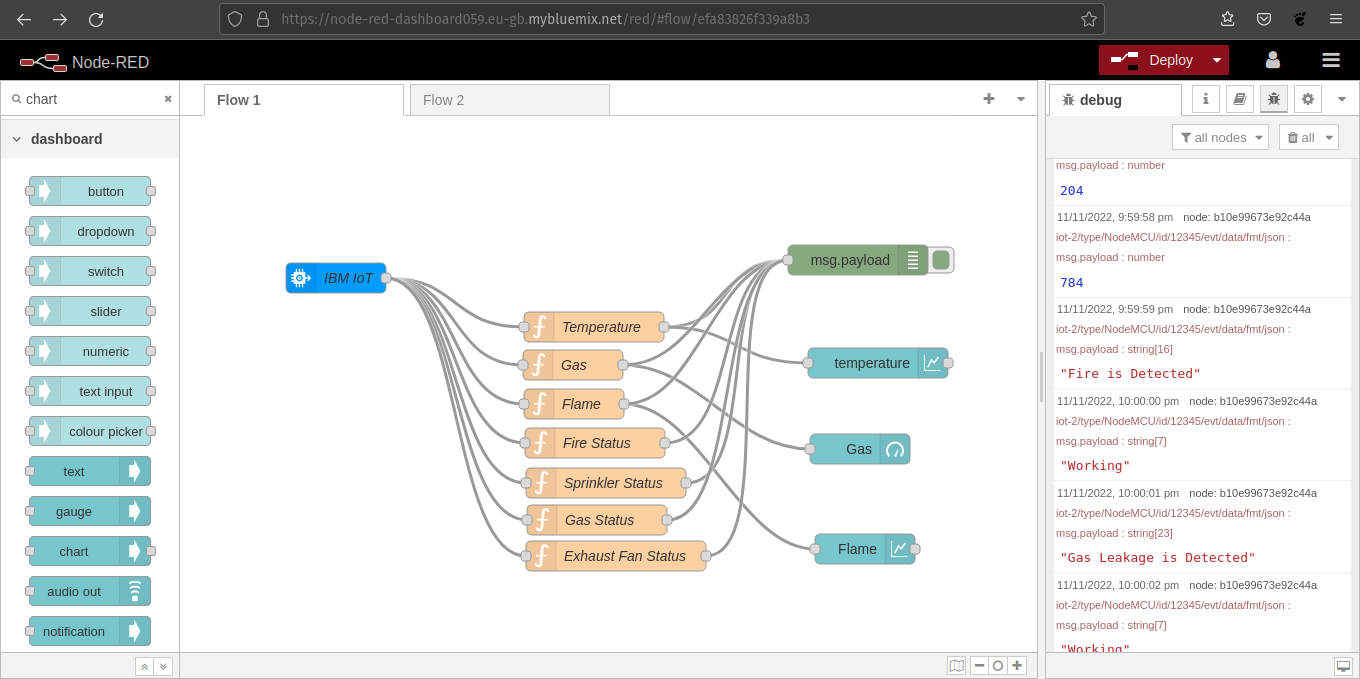 https://node-red-dashboard059.eu-gb.mybluemix.net/red/#flow/efa83826f339a8b3
Node-RED
Deploy
chart
dashboard
button
dropdown
switch
slider
numeric
text input
colour picker
text
gauge
chart
audio out
notification
Flow 1
Flow 2
IBM IoT
Temperature
Gas
Flame
Fire Status
Sprinkler Status
Gas Status
Exhaust Fan Status
msg.payload
temperature
Gas
Flame
debug
all nodes
all
msg.payload : number
204
11/11/2022, 9:59:58 pm node: b10e99673e92c44a
iot-2/type/NodeMCU/id/12345/evt/data/fmt/json :
msg.payload : number
784
11/11/2022, 9:59:59 pm node: b10e99673e92c44a
iot-2/type/NodeMCU/id/12345/evt/data/fmt/json :
msg.payload : string[16]
"Fire is Detected"
11/11/2022, 10:00:00 pm node: b10e99673e92c44a
iot-2/type/NodeMCU/id/12345/evt/data/fmt/json :
msg.payload : string[7]
"Working"
11/11/2022, 10:00:01 pm node: b10e99673e92c44a
iot-2/type/NodeMCU/id/12345/evt/data/fmt/json :
msg.payload : string[23]
"Gas Leakage is Detected"
11/11/2022, 10:00:02 pm node: b10e99673e92c44a
iot-2/type/NodeMCU/id/12345/evt/data/fmt/json :
msg.payload : string[7]
"Working"